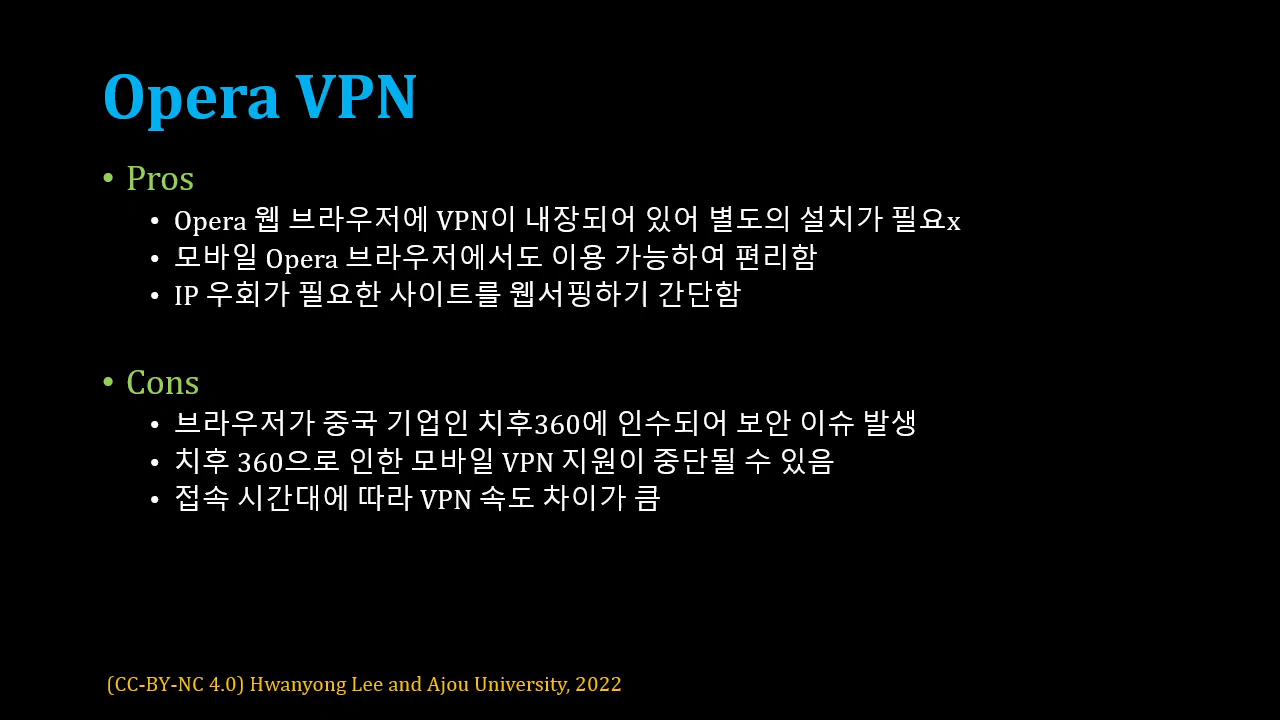 Opera VPN
• Pros
• Opera 웹 브라우저에 VPN이 내장되어 있어 별도의 설치가 필요x
• 모바일 Opera 브라우저에서도 이용 가능하여 편리함
• IP 우회가 필요한 사이트를 웹서핑하기 간단함
• Cons
• 브라우저가 중국 기업인 치후360에 인수되어 보안 이슈 발생
• 치후 360으로 인한 모바일 VPN 지원이 중단될 수 있음
• 접속 시간대에 따라 VPN 속도 차이가 큼
(CC-BY-NC 4.0) Hwanyong Lee and Ajou University, 2022